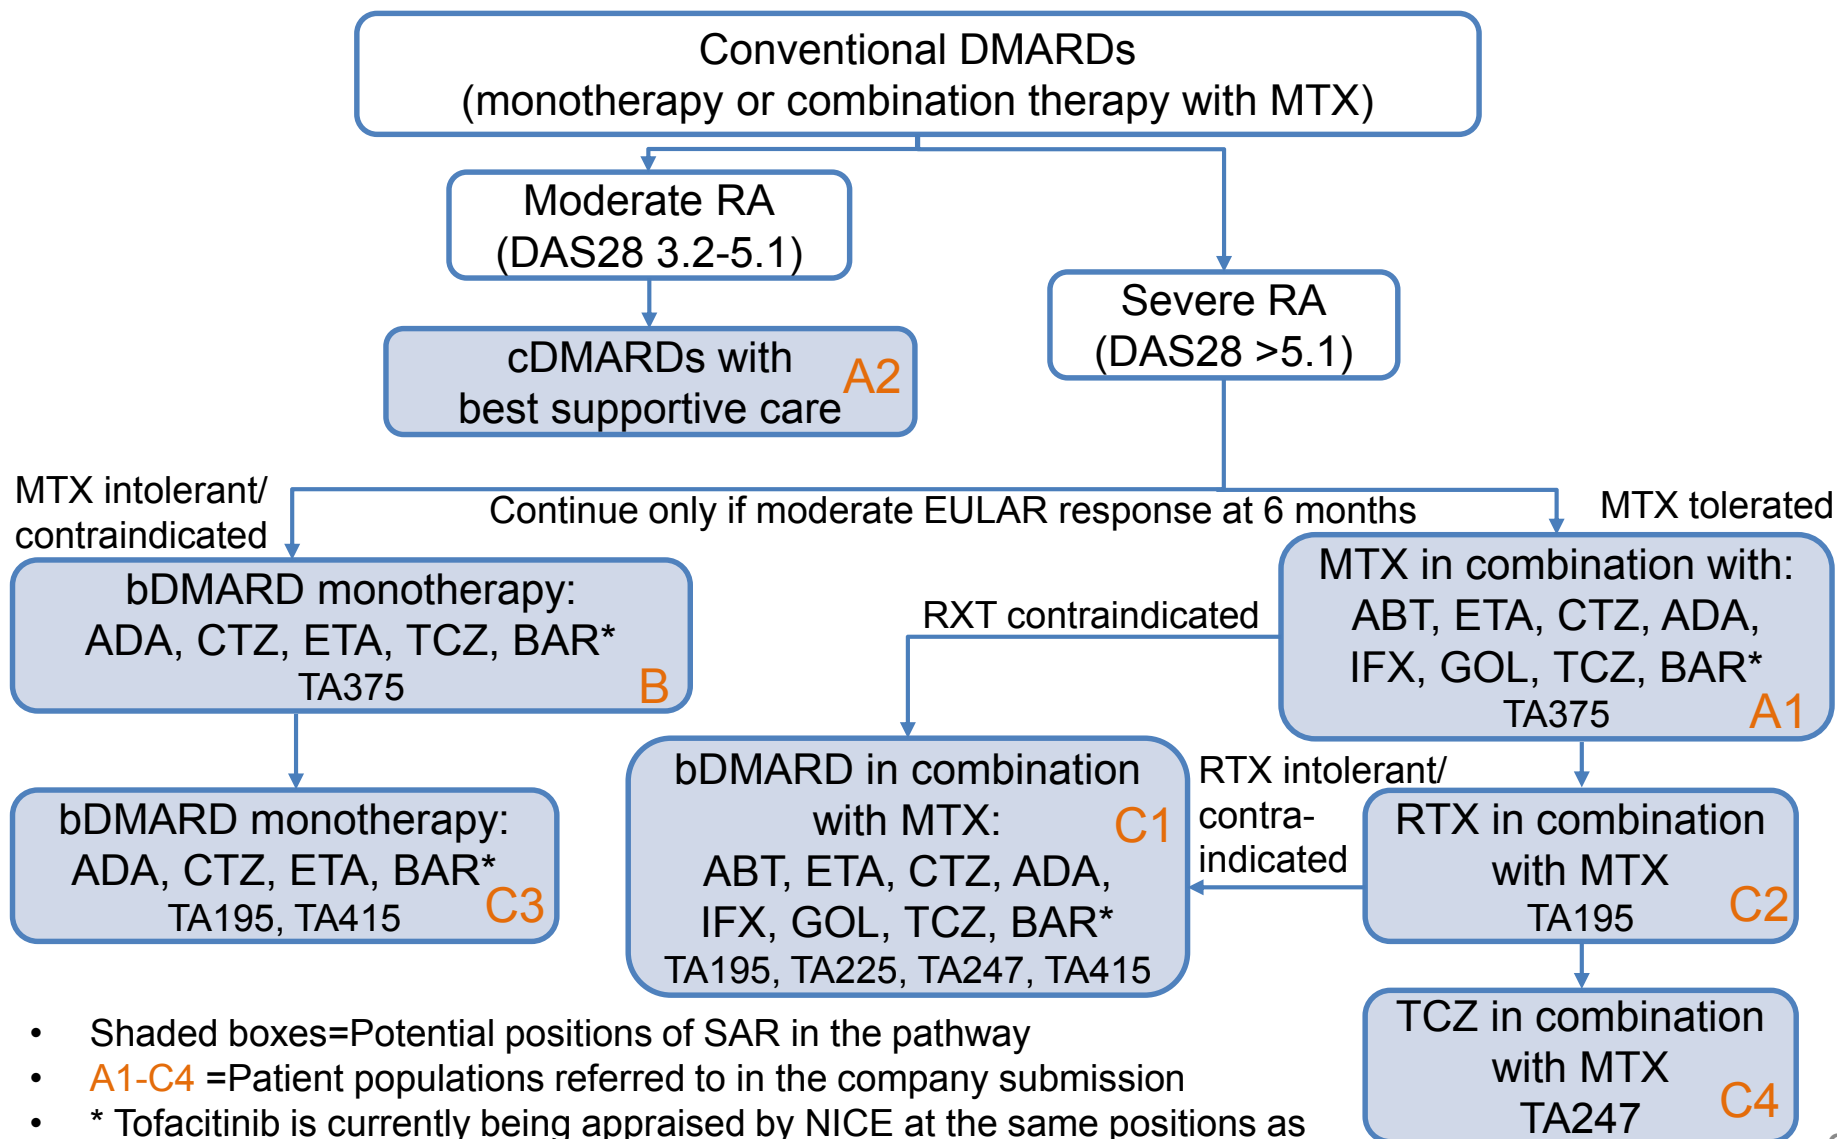 Conventional DMARDs
(monotherapy or combination therapy with MTX)
Moderate RA
(DAS28 3.2-5.1)
Severe RA
(DAS28 >5.1)
cDMARDs with
best supportive care
A2
MTX intolerant/
contraindicated
Continue only if moderate EULAR response at 6 months
MTX tolerated
bDMARD monotherapy:
ADA, CTZ, ETA, TCZ, BAR*
TA375
B
MTX in combination with:
ABT, ETA, CTZ, ADA,
IFX, GOL, TCZ, BAR*
TA375
A1
RXT contraindicated
bDMARD monotherapy:
ADA, CTZ, ETA, BAR*
TA195, TA415
C3
bDMARD in combination
with MTX:
C1
ABT, ETA, CTZ, ADA,
IFX, GOL, TCZ, BAR*
TA195, TA225, TA247, TA415
RTX intolerant/
contra-
indicated
RTX in combination
with MTX
TA195
C2
TCZ in combination
with MTX
TA247
C4
• Shaded boxes=Potential positions of SAR in the pathway
• A1-C4 =Patient populations referred to in the company submission
• * Tofacitinib is currently being appraised by NICE at the same positions as